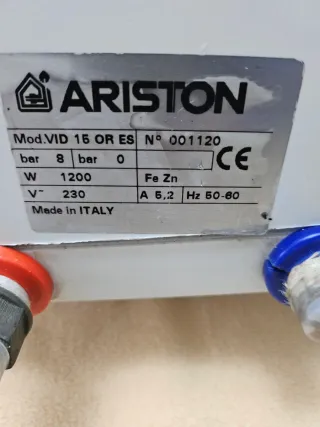 ARISTON
Mod.VID 15 OR ES Nº 001120
bar 8 bar 0 CE
W 1200 Fe Zn
V~ 230 A 5,2 Hz 50-60
Made in ITALY